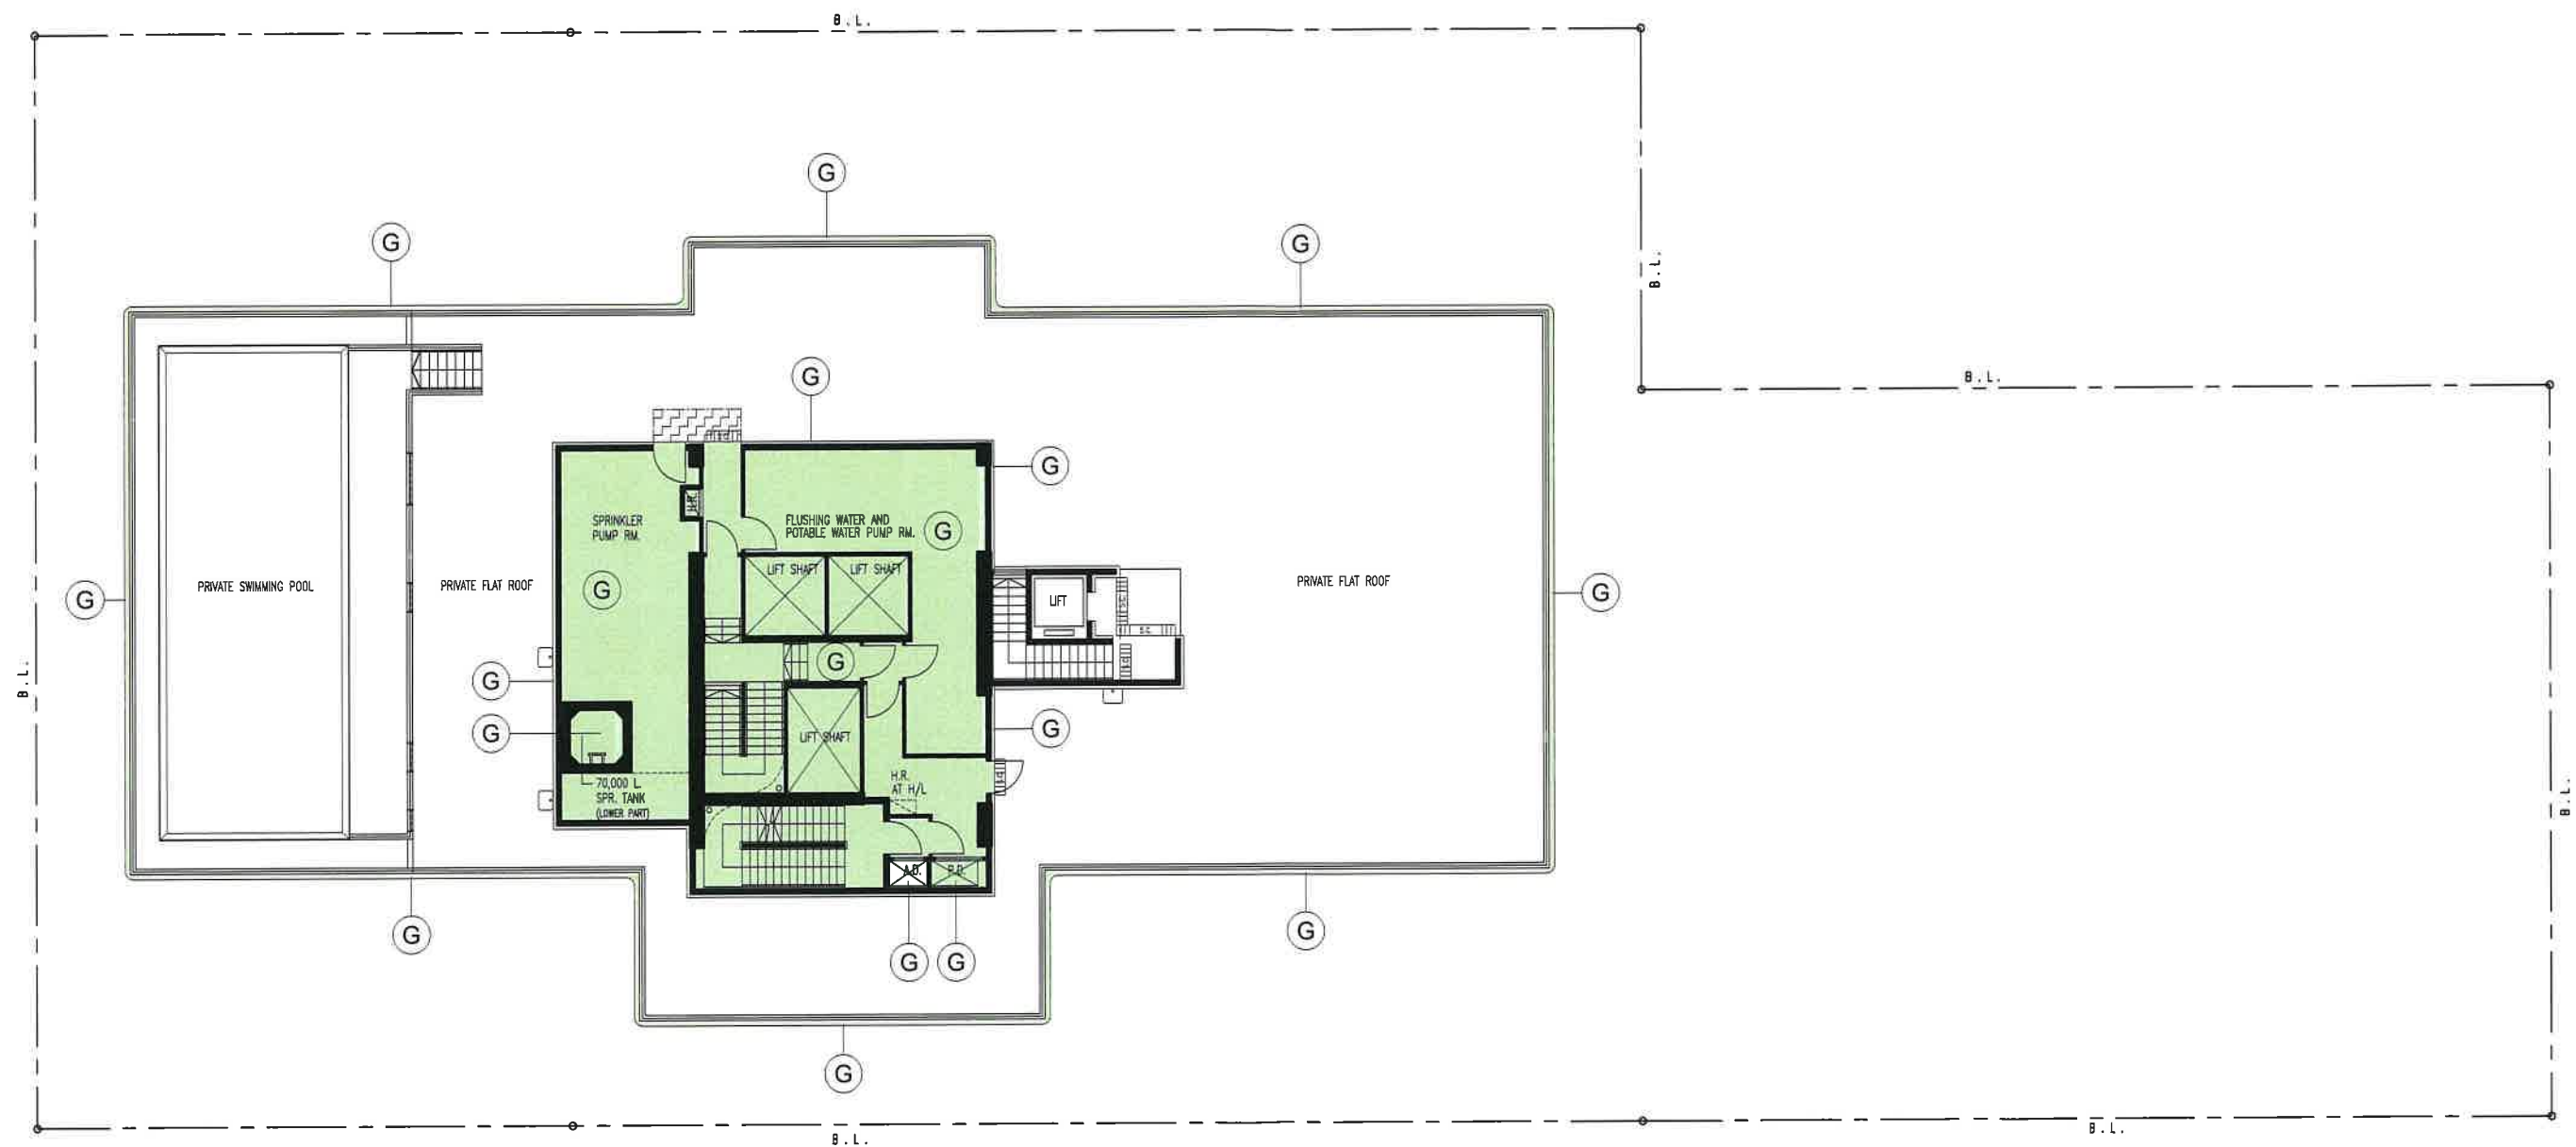 B.L.
G
G
G
B.L.
G
B.L.
G
S.C.
H.R.
SPRINKLER
PUMP RM.
FLUSHING WATER AND
POTABLE WATER PUMP RM.
G
G
LIFT SHAFT
LIFT SHAFT
PRIVATE SWIMMING POOL
PRIVATE FLAT ROOF
PRIVATE FLAT ROOF
G
G
LIFT
S.C.
S.C.
S.C.
G
G
B.L.
G
G
G
LIFT SHAFT
70,000 L
SPR. TANK
(LOWER PART)
H.R.
AT H/L
S.C.
B.L.
A.D.
P.D.
G
G
G
G
G
B.L.
B.L.